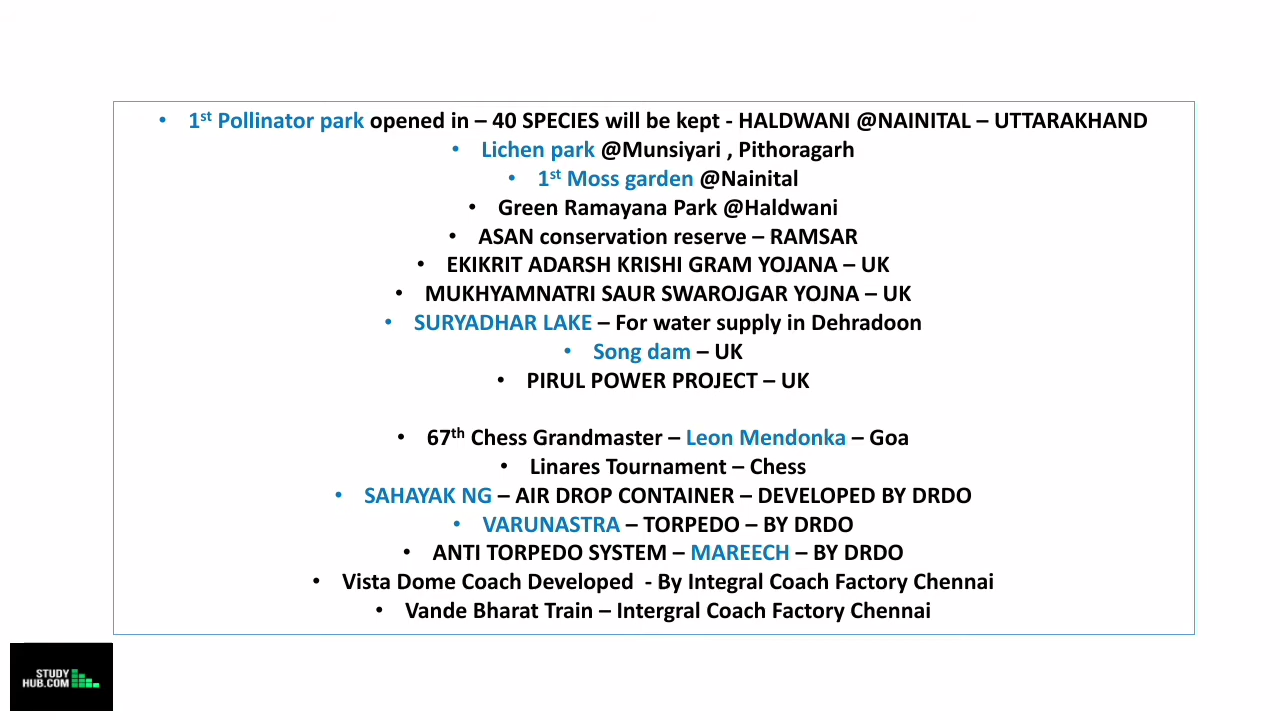 • 1st Pollinator park opened in – 40 SPECIES will be kept - HALDWANI @NAINITAL – UTTARAKHAND
• Lichen park @Munsiyari , Pithoragarh
• 1st Moss garden @Nainital
• Green Ramayana Park @Haldwani
• ASAN conservation reserve – RAMSAR
• EKIKRIT ADARSH KRISHI GRAM YOJANA – UK
• MUKHYAMNATRI SAUR SWAROJGAR YOJNA – UK
• SURYADHAR LAKE – For water supply in Dehradoon
• Song dam – UK
• PIRUL POWER PROJECT – UK
• 67th Chess Grandmaster – Leon Mendonka – Goa
• Linares Tournament – Chess
• SAHAYAK NG – AIR DROP CONTAINER – DEVELOPED BY DRDO
• VARUNASTRA – TORPEDO – BY DRDO
• ANTI TORPEDO SYSTEM – MAREECH – BY DRDO
• Vista Dome Coach Developed - By Integral Coach Factory Chennai
• Vande Bharat Train – Intergral Coach Factory Chennai
STUDY
HUB.COM